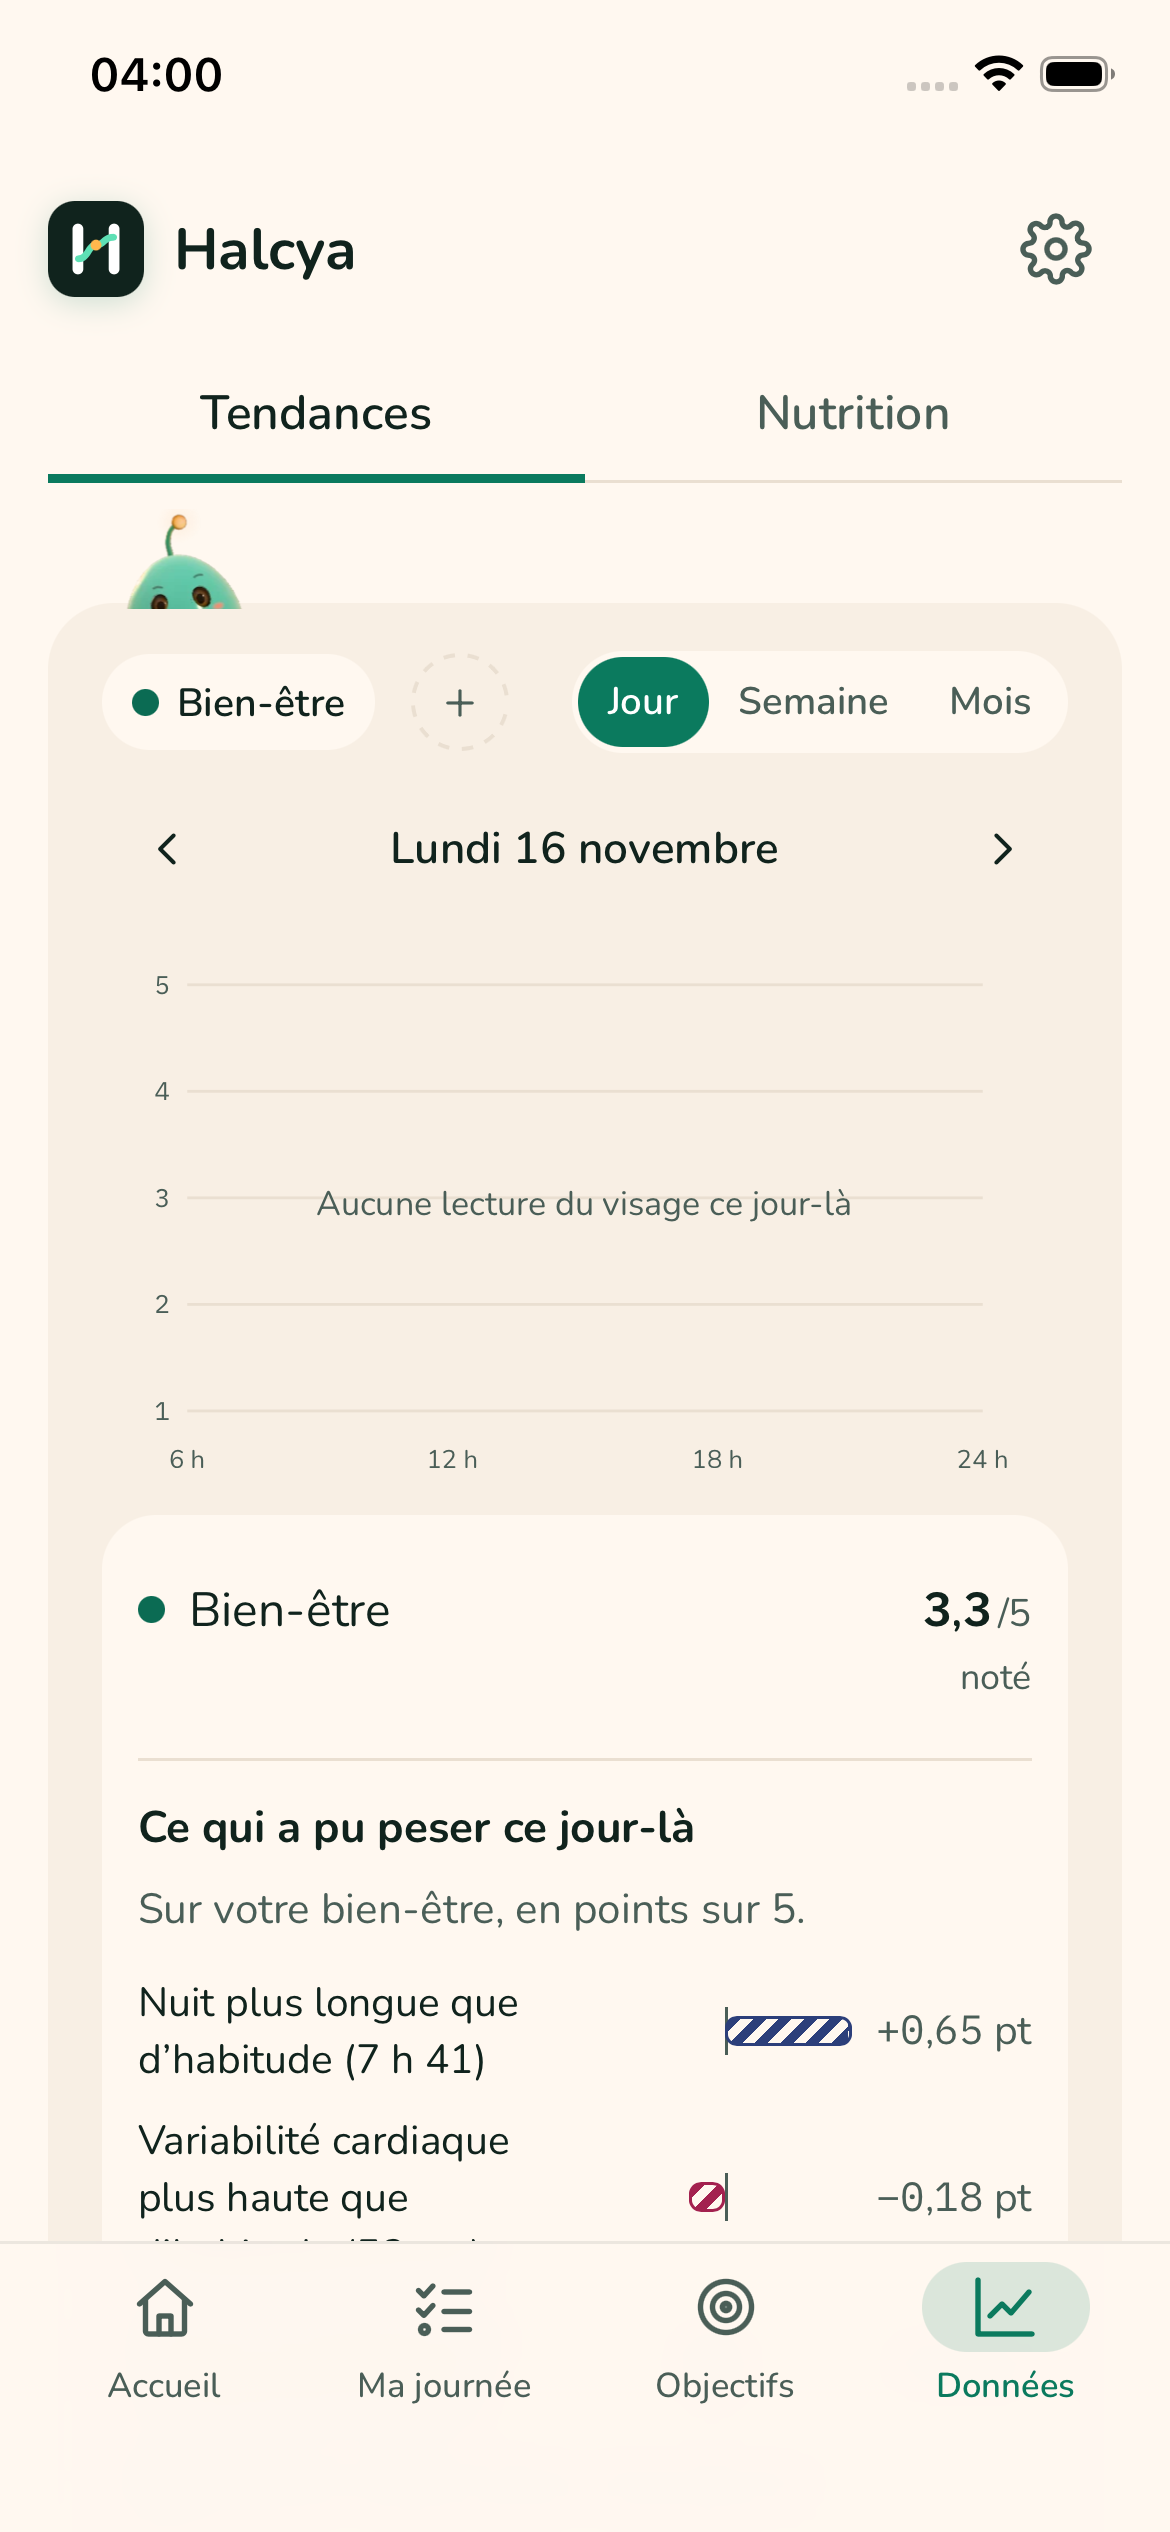 04:00
Halcya
Tendances
Nutrition
Bien-être
+
Jour
Semaine
Mois
Lundi 16 novembre
5
4
3
Aucune lecture du visage ce jour-là
2
1
6 h
12 h
18 h
24 h
Bien-être
3,3/5
noté
Ce qui a pu peser ce jour-là
Sur votre bien-être, en points sur 5.
Nuit plus longue que
d’habitude (7 h 41)
+0,65 pt
Variabilité cardiaque
plus haute que
−0,18 pt
Accueil
Ma journée
Objectifs
Données